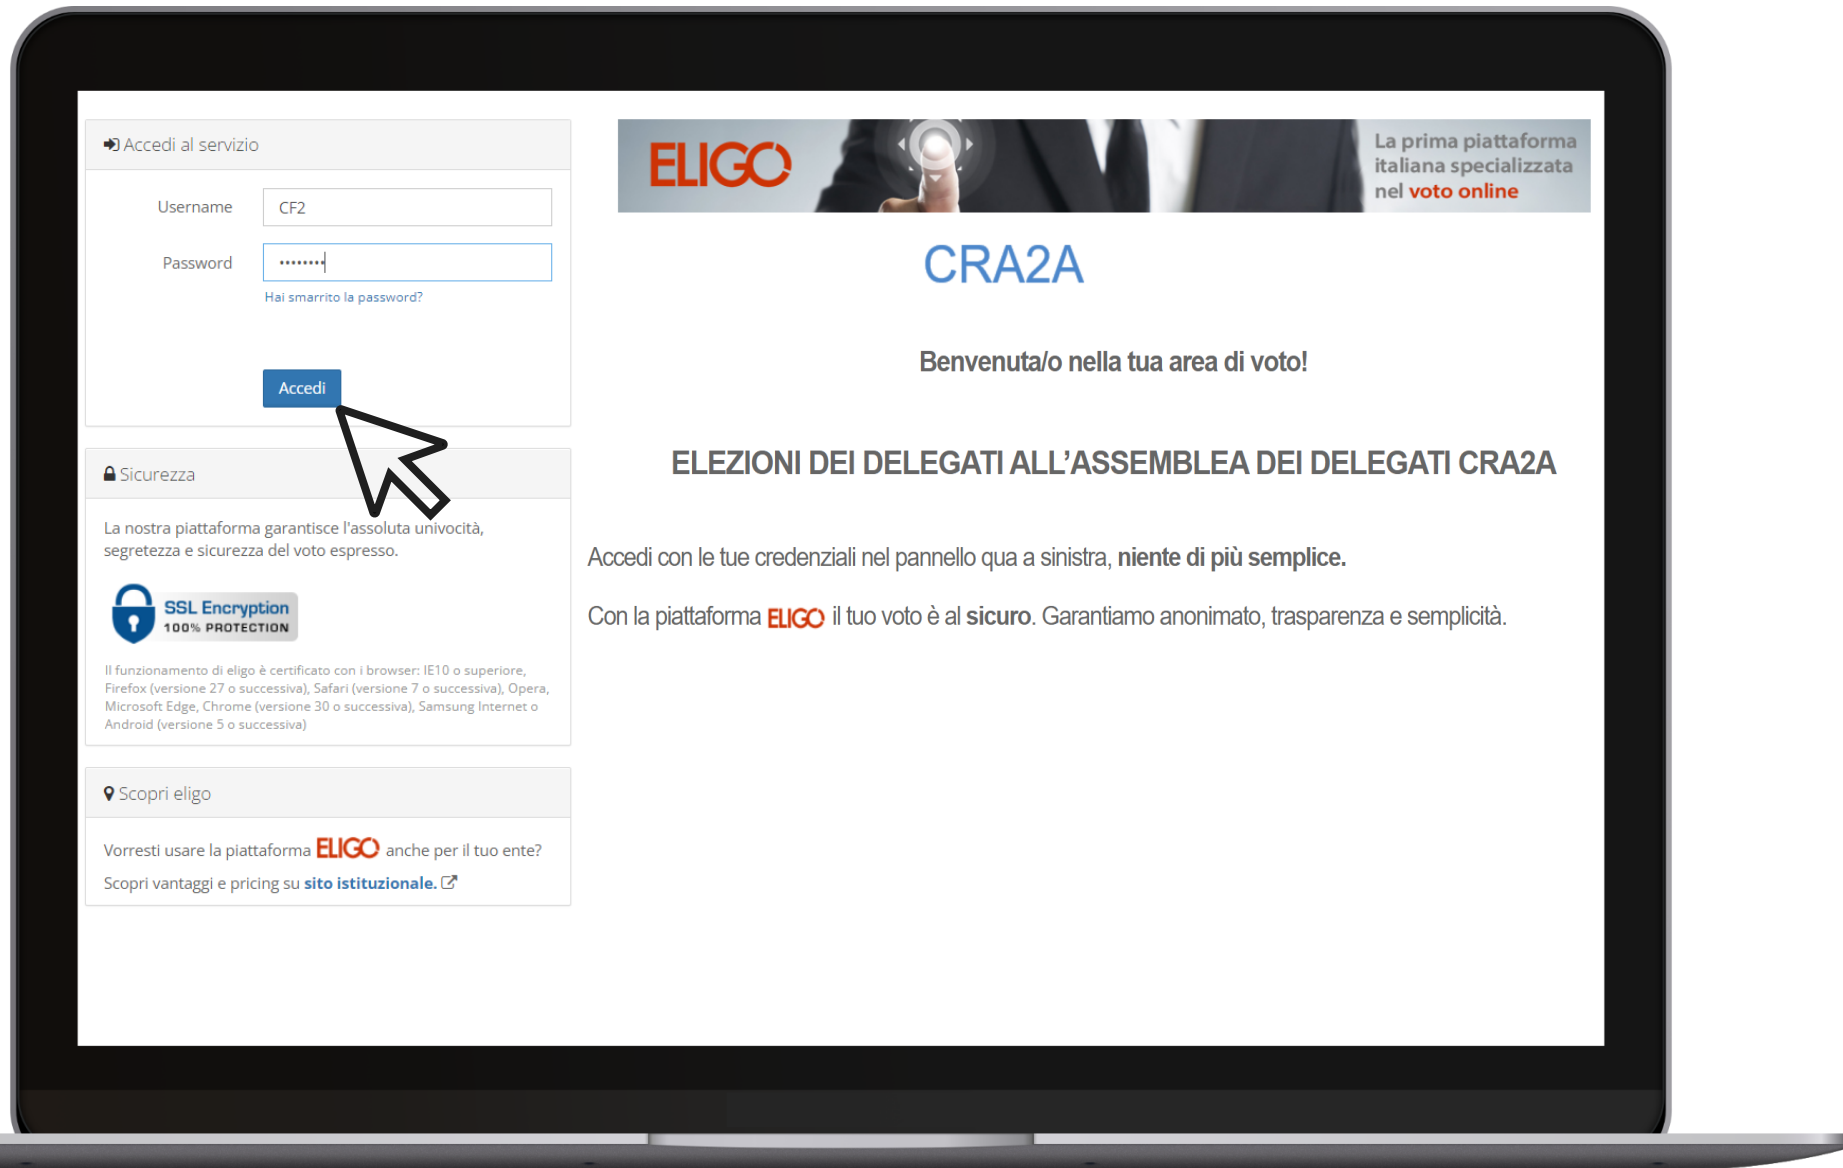 Accedi al servizio
Username
CF2
Password
••••••••
Hai smarrito la password?
Accedi
Sicurezza
La nostra piattaforma garantisce l'assoluta univocità,
segretezza e sicurezza del voto espresso.
SSL Encryption
100% PROTECTION
Il funzionamento di eligo è certificato con i browser: IE10 o superiore,
Firefox (versione 27 o successiva), Safari (versione 7 o successiva), Opera,
Microsoft Edge, Chrome (versione 30 o successiva), Samsung Internet o
Android (versione 5 o successiva)
Scopri eligo
Vorresti usare la piattaforma ELIGO anche per il tuo ente?
Scopri vantaggi e pricing su sito istituzionale.
ELIGO
La prima piattaforma
italiana specializzata
nel voto online
CRA2A
Benvenuta/o nella tua area di voto!
ELEZIONI DEI DELEGATI ALL'ASSEMBLEA DEI DELEGATI CRA2A
Accedi con le tue credenziali nel pannello qua a sinistra, niente di più semplice.
Con la piattaforma ELIGO il tuo voto è al sicuro. Garantiamo anonimato, trasparenza e semplicità.